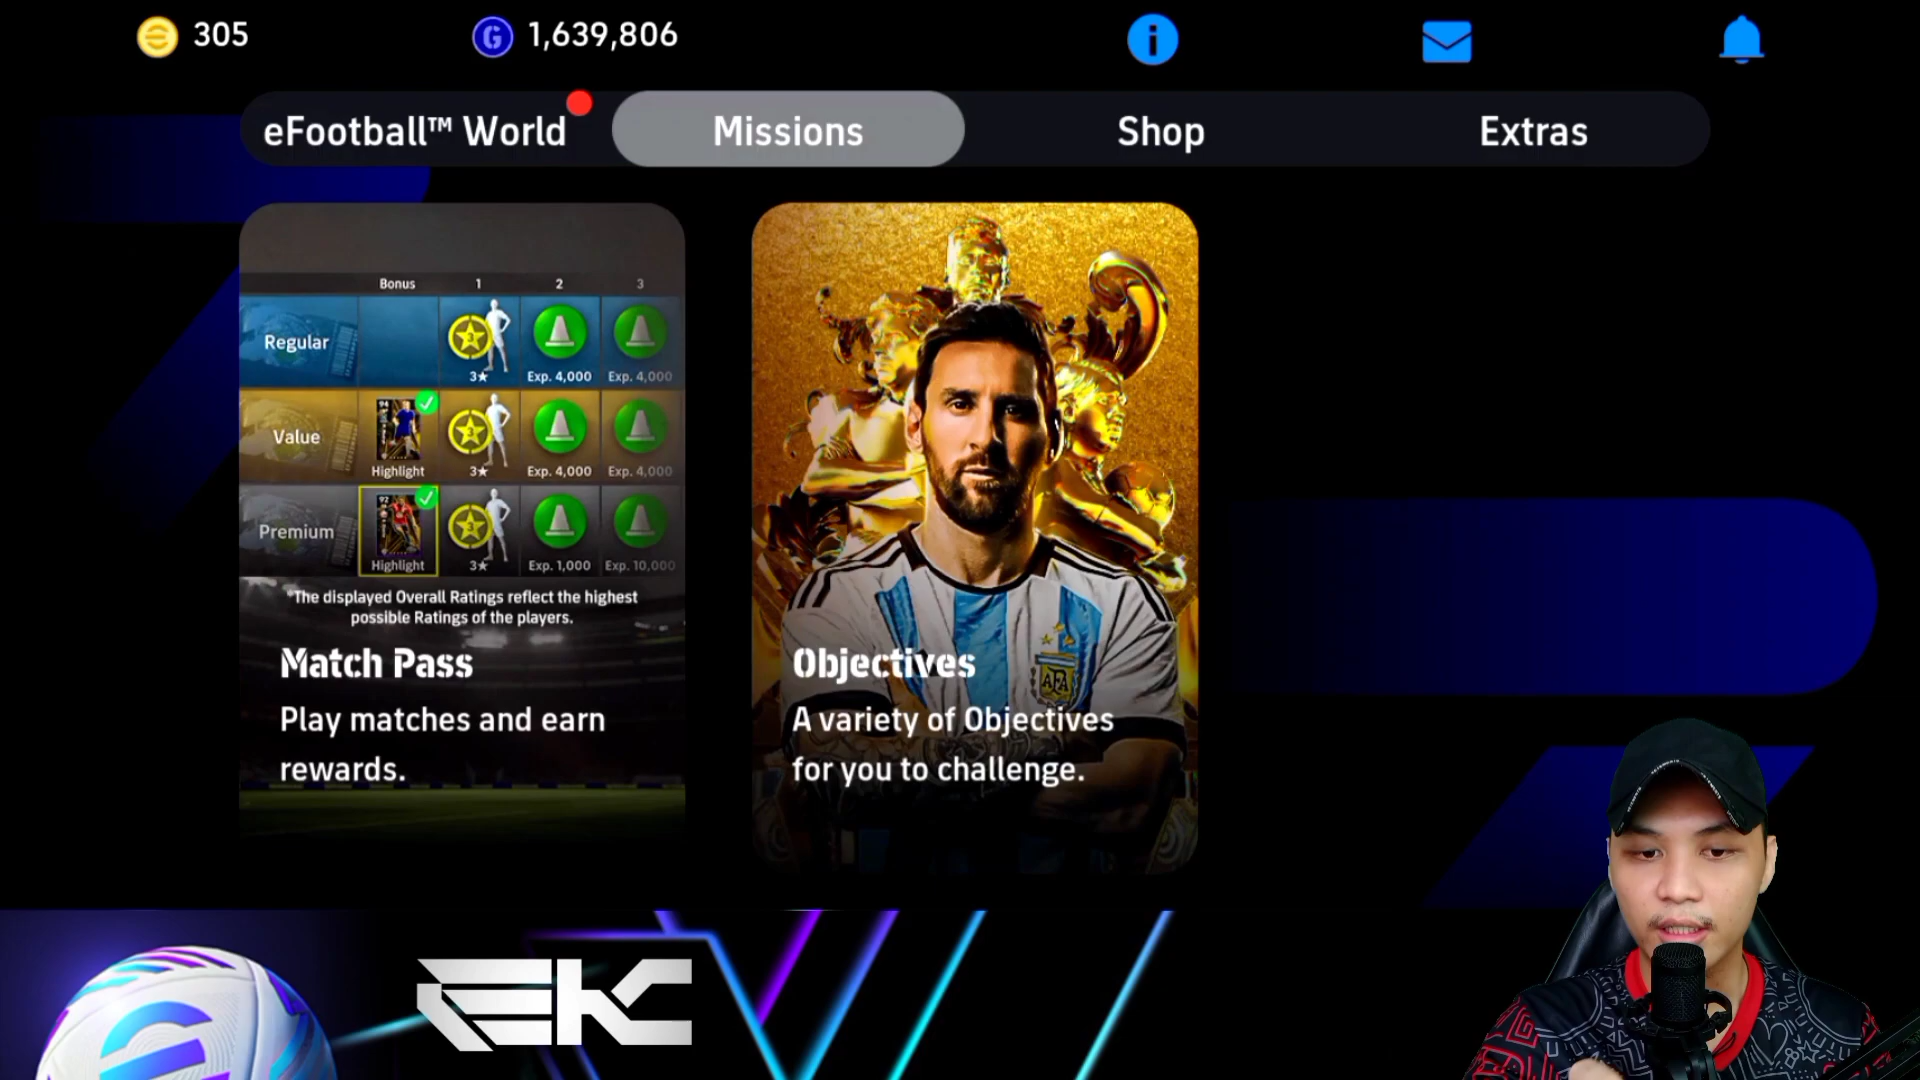 305
1,639,806
eFootball™ World
Missions
Shop
Extras
Bonus 1 2 3
Regular
3★ Exp. 4,000 Exp. 4,000
Value
Highlight 3★ Exp. 4,000 Exp. 4,000
Premium
Highlight 3★ Exp. 1,000 Exp. 10,000
*The displayed Overall Ratings reflect the highest
possible Ratings of the players.
Match Pass
Play matches and earn
rewards.
Objectives
A variety of Objectives
for you to challenge.
AFA
EKC